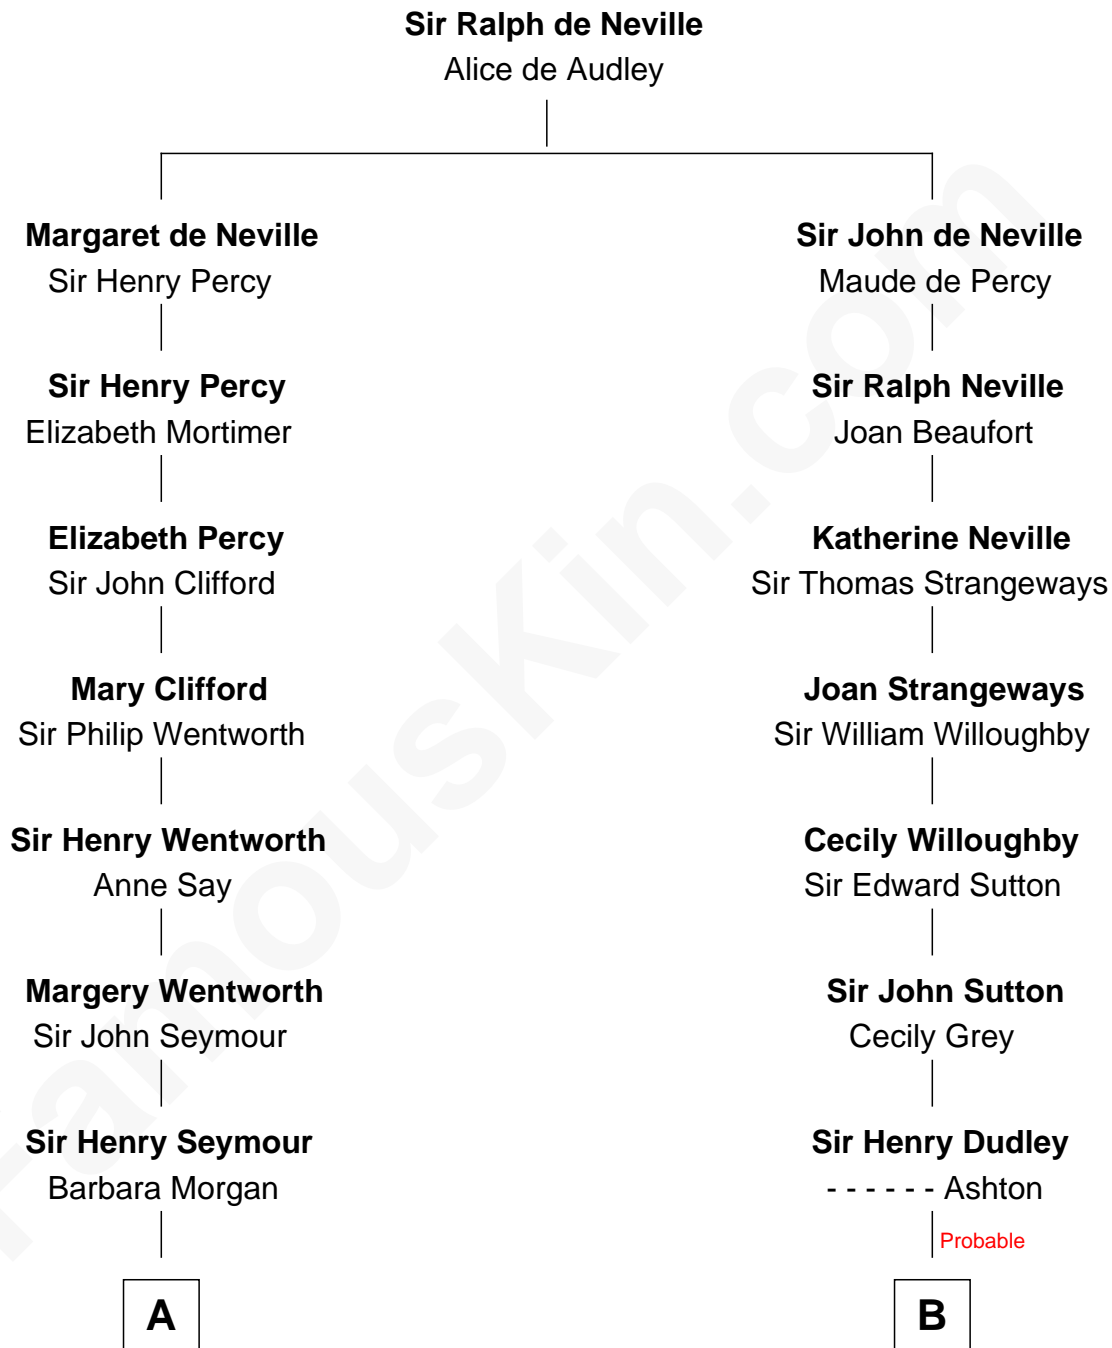 Sir Ralph de Neville
Alice de Audley
Margaret de Neville
Sir Henry Percy
Sir John de Neville
Maude de Percy
Sir Henry Percy
Elizabeth Mortimer
Sir Ralph Neville
Joan Beaufort
Elizabeth Percy
Sir John Clifford
Katherine Neville
Sir Thomas Strangeways
Mary Clifford
Sir Philip Wentworth
Joan Strangeways
Sir William Willoughby
Sir Henry Wentworth
Anne Say
Cecily Willoughby
Sir Edward Sutton
Margery Wentworth
Sir John Seymour
Sir John Sutton
Cecily Grey
Sir Henry Seymour
Barbara Morgan
Sir Henry Dudley
- - - - - - Ashton
Probable
A
B
FamousKin.com